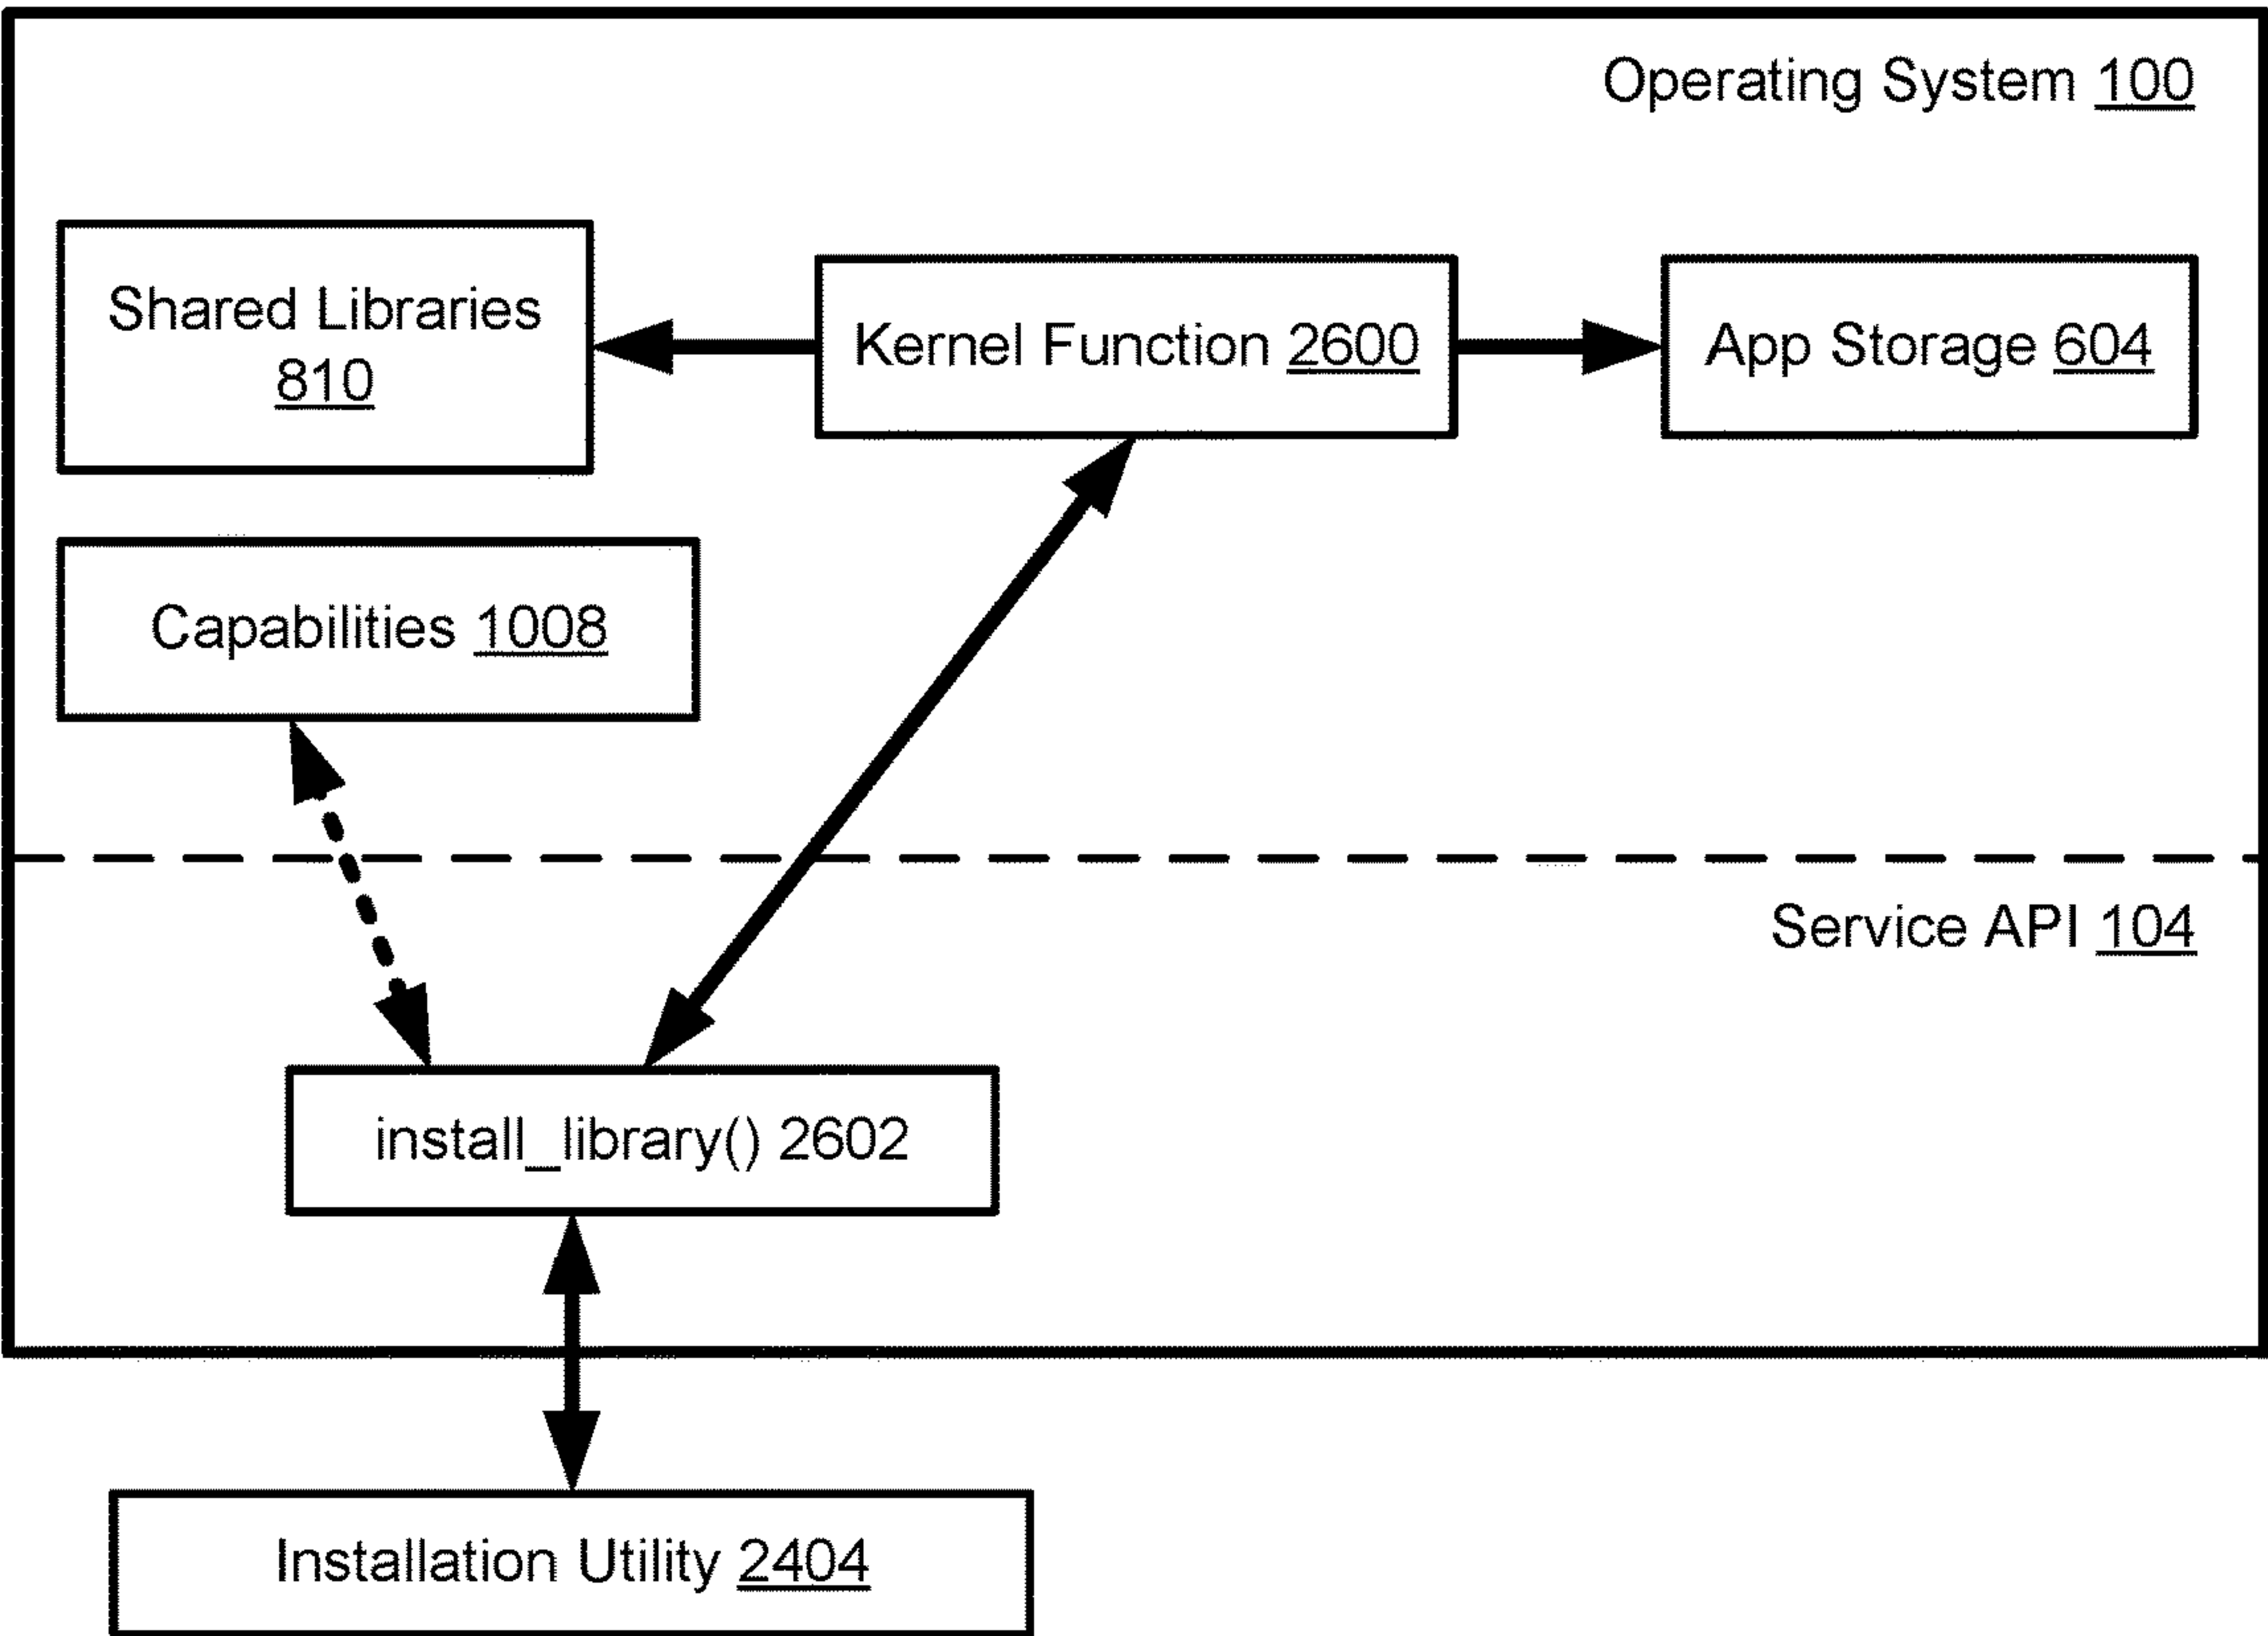 Operating System 100
Shared Libraries
810
Kernel Function 2600
App Storage 604
Capabilities 1008
Service API 104
install_library() 2602
Installation Utility 2404